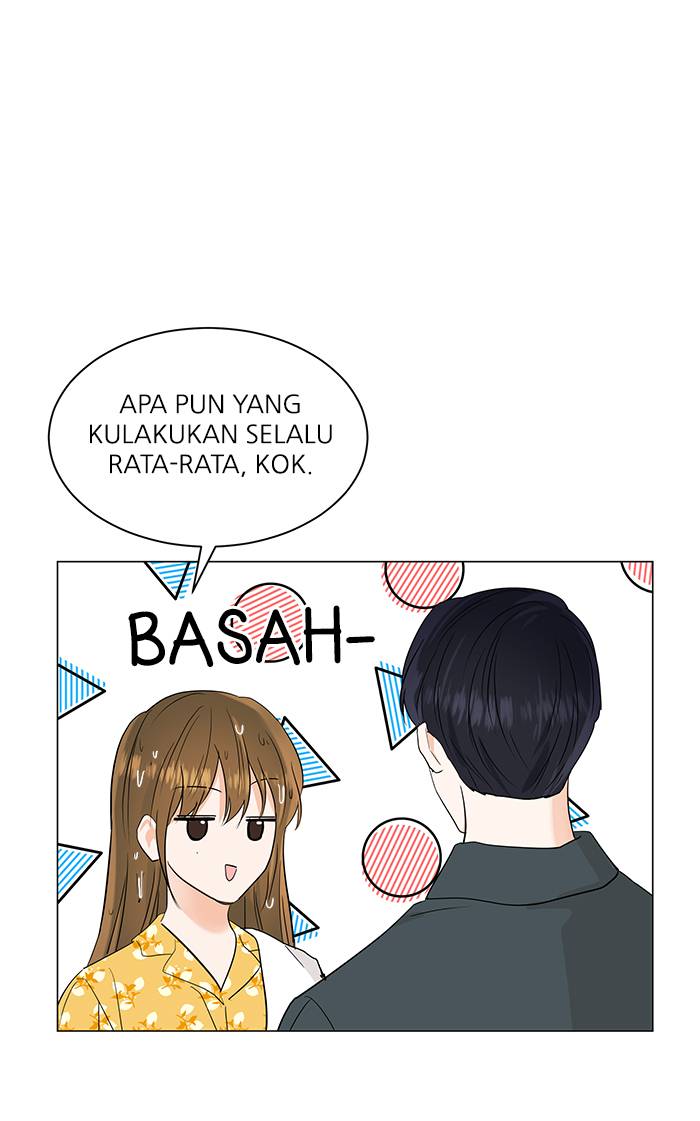 APA PUN YANG
KULAKUKAN SELALU
RATA-RATA, KOK.
BASAH-